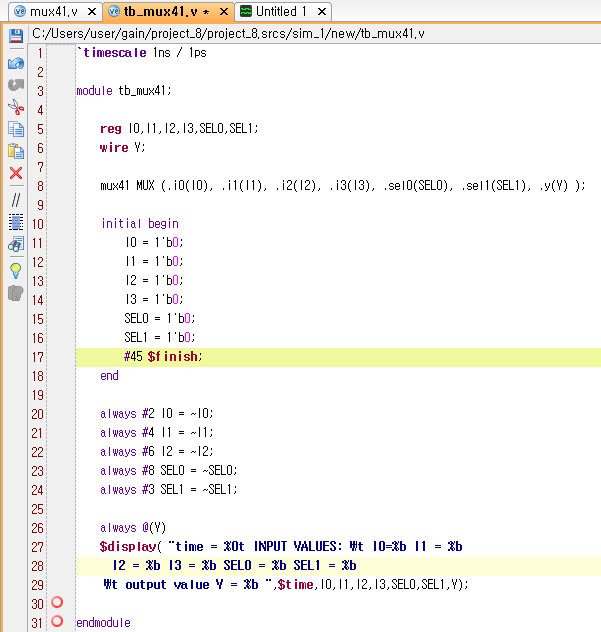 mux41.v × tb_mux41.v * × Untitled 1 ×
C:/Users/user/gain/project_8/project_8.srcs/sim_1/new/tb_mux41.v
1 `timescale 1ns / 1ps
2
3 module tb_mux41;
4
5 reg I0,I1,I2,I3,SEL0,SEL1;
6 wire Y;
7
8 mux41 MUX (.i0(I0), .i1(I1), .i2(I2), .i3(I3), .sel0(SEL0), .sel1(SEL1), .y(Y) );
9
10 initial begin
11 I0 = 1'b0;
12 I1 = 1'b0;
13 I2 = 1'b0;
14 I3 = 1'b0;
15 SEL0 = 1'b0;
16 SEL1 = 1'b0;
17 #45 $finish;
18 end
19
20 always #2 I0 = ~I0;
21 always #4 I1 = ~I1;
22 always #6 I2 = ~I2;
23 always #8 SEL0 = ~SEL0;
24 always #3 SEL1 = ~SEL1;
25
26 always @(Y)
27 $display( "time = %0t INPUT VALUES: ₩t I0=%b I1 = %b
28 I2 = %b I3 = %b SEL0 = %b SEL1 = %b
29 ₩t output value Y = %b ",$time,I0,I1,I2,I3,SEL0,SEL1,Y);
30
31 endmodule